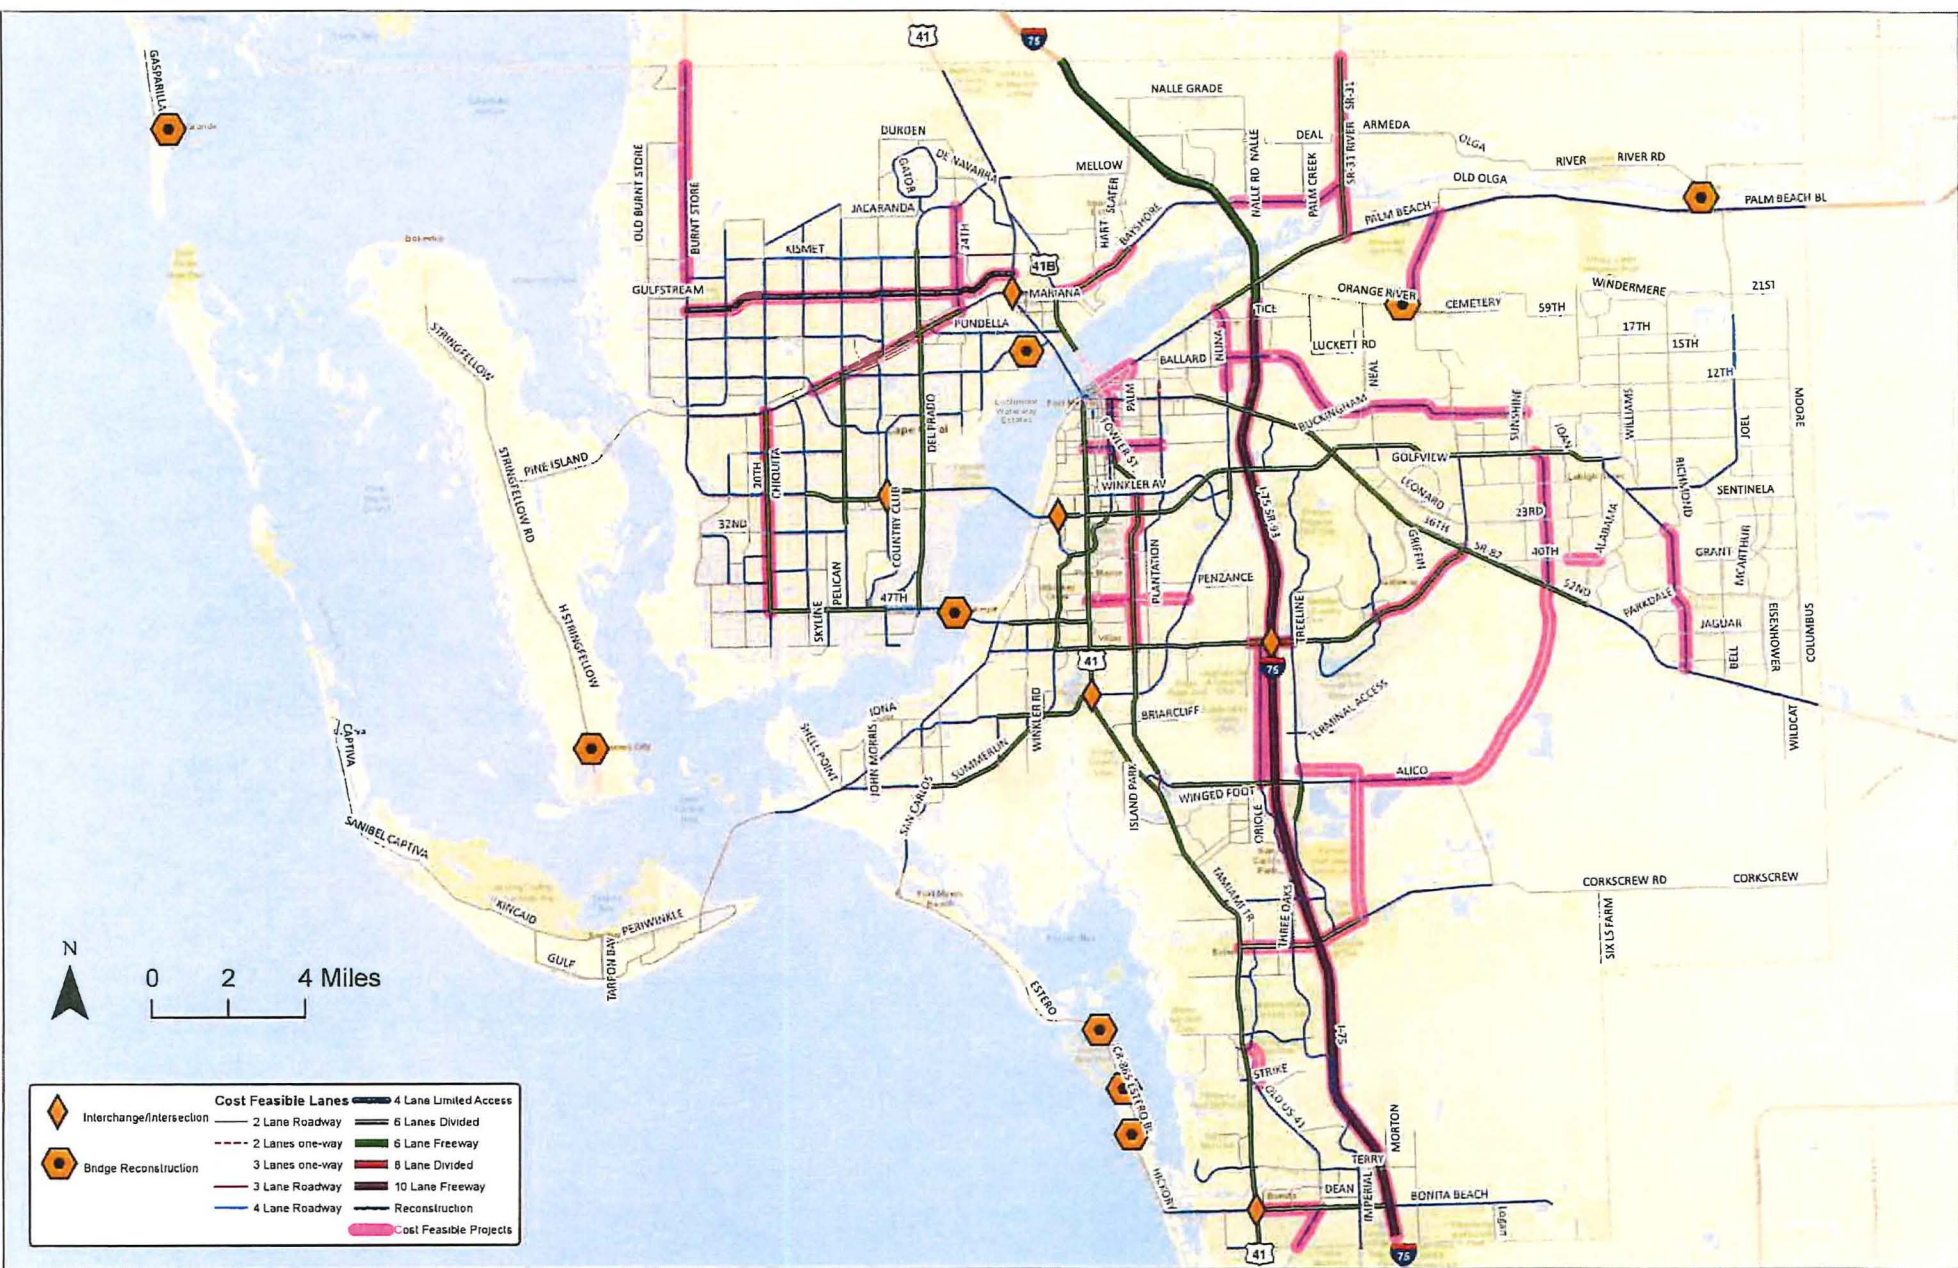 41
75
GASPARILLA
NALLE GRADE
SR-31
DURDEN
DEAL
ARMEDA
OLGA
RIVER
RIVER RD
NALLE RD NALLE
PALM CREEK
SR-31 RIVER
DE NAVARRA
GATOR
MELLOW
SLATER
HART
BAYSHORE
OLD OLGA
PALM BEACH
PALM BEACH BL
OLD BURNT STORE
BURNT STORE
JACARANDA
24TH
KISMET
41B
GULFSTREAM
MARIANA
PONDELLA
TICE
ORANGE RIVER
CEMETERY
59TH
WINDERMERE
21ST
17TH
15TH
12TH
LUCKETT RD
NUNA
BALLARD
NEAL
PALM
STRINGFELLOW
BUCKINGHAM
SUNSHINE
WILLIAMS
JOEL
MOORE
DEL PRADO
FOWLER ST
JOAN
PINE ISLAND
STRINGFELLOW RD
20TH
CHIQUITA
GOLFVIEW
WINKLER AV
LEONARD
RICHMOND
SENTINELA
COUNTRY CLUB
32ND
I-75 SR-93
36TH
23RD
ALABAMA
GRIFFIN
SR-82
40TH
GRANT
MCARTHUR
PELICAN
PLANTATION
PENZANCE
52ND
47TH
SKYLINE
TREELINE
PARKDALE
JAGUAR
BELL
EISENHOWER
COLUMBUS
H STRINGFELLOW
41
75
TERMINAL ACCESS
IONA
WINKLER RD
BRIARCLIFF
WILDCAT
CAPTIVA
SHELL POINT
JOHN MORRIS
SUMMERLIN
ALICO
SAN CARLOS
ISLAND PARK
WINGED FOOT
ORIOLE
SANIBEL CAPTIVA
TAMIAMI TR
THREE OAKS
CORKSCREW RD
CORKSCREW
SIX LS FARM
KINCAID
PERIWINKLE
GULF
TARPON BAY
N
0 2 4 Miles
ESTERO
I-75
CR-865 ESTERO BL
STRIKE
OLD US-41
MORTON
TERRY
HICKORY
DEAN
IMPERIAL
BONITA BEACH
Logan
41
75
Interchange/Intersection
Bridge Reconstruction
Cost Feasible Lanes
2 Lane Roadway
2 Lanes one-way
3 Lanes one-way
3 Lane Roadway
4 Lane Roadway
4 Lane Limited Access
6 Lanes Divided
6 Lane Freeway
8 Lane Divided
10 Lane Freeway
Reconstruction
Cost Feasible Projects